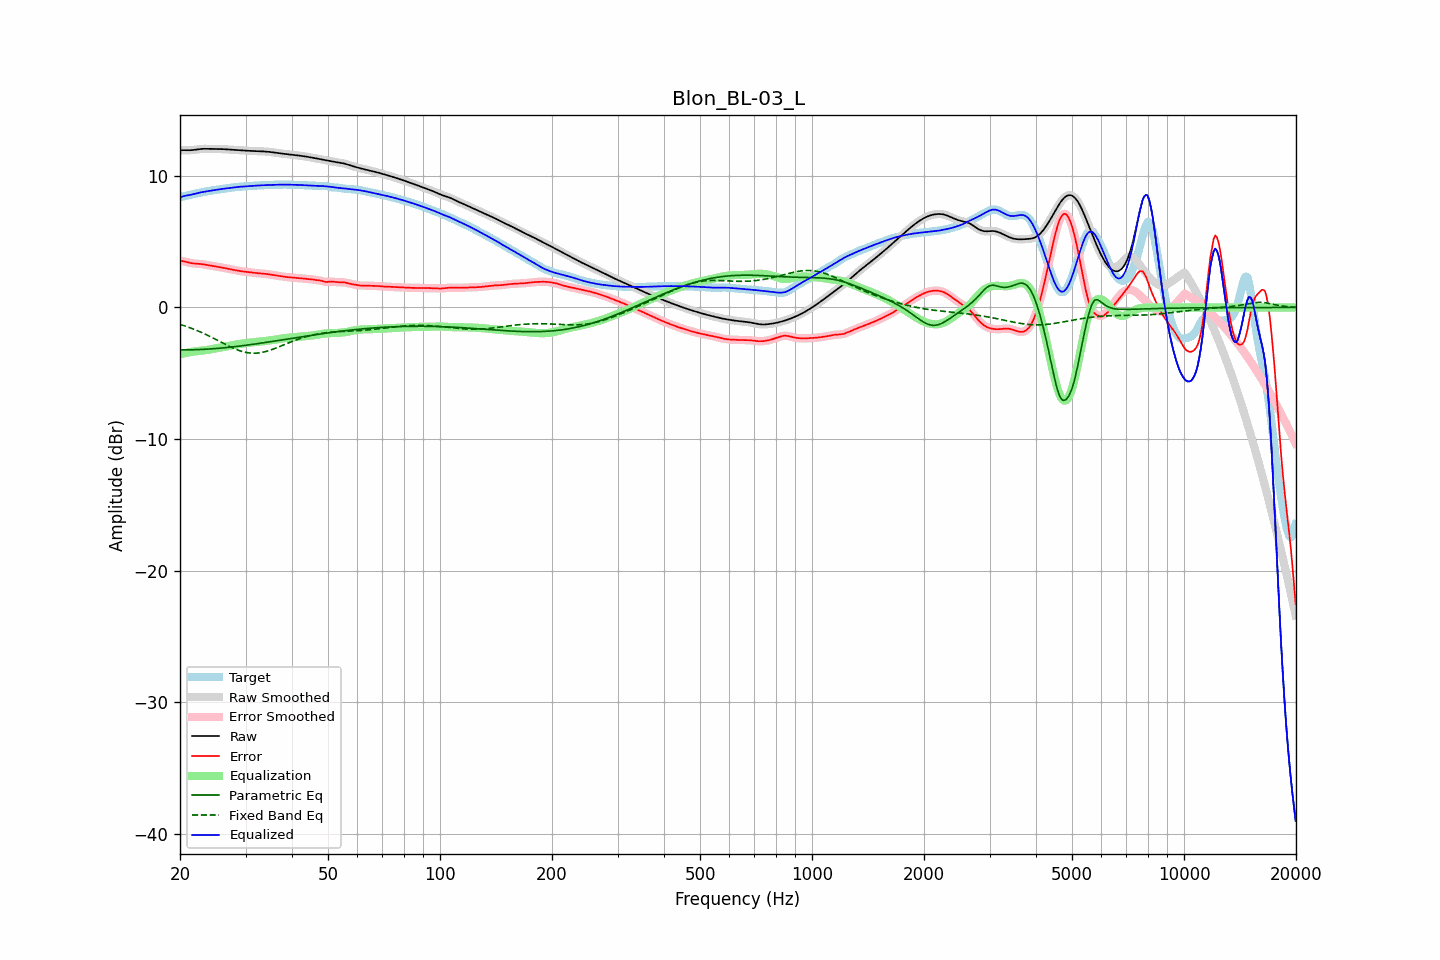 Blon_BL-03_L
Amplitude (dBr)
10
0
−10
−20
−30
−40
Target
Raw Smoothed
Error Smoothed
Raw
Error
Equalization
Parametric Eq
Fixed Band Eq
Equalized
20 50 100 200 500 1000 2000 5000 10000 20000
Frequency (Hz)